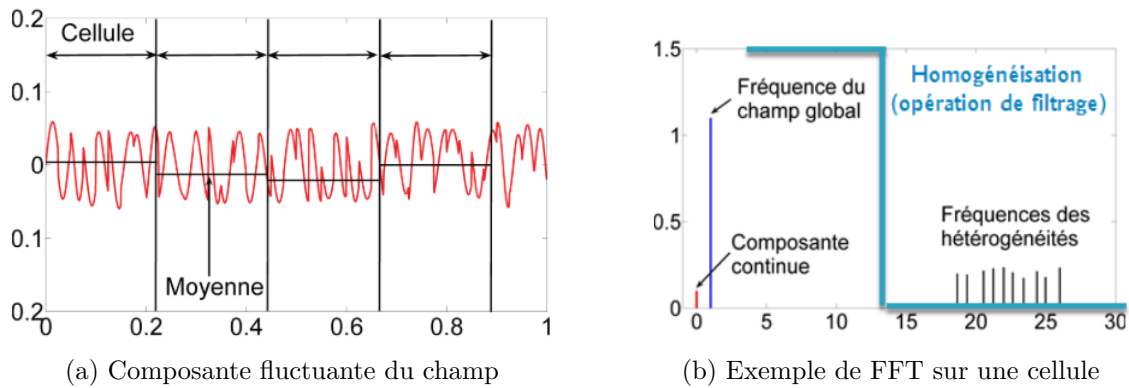 0.2
Cellule
0.1
0
0.1
Moyenne
0.2
0
0.2
0.4
0.6
0.8
1
(a) Composante fluctuante du champ
1.5
Homogénéisation
(opération de filtrage)
Fréquence du
champ global
1
0.5
Fréquences des
hétérogénéités
Composante
continue
0
0
5
10
15
20
25
30
(b) Exemple de FFT sur une cellule